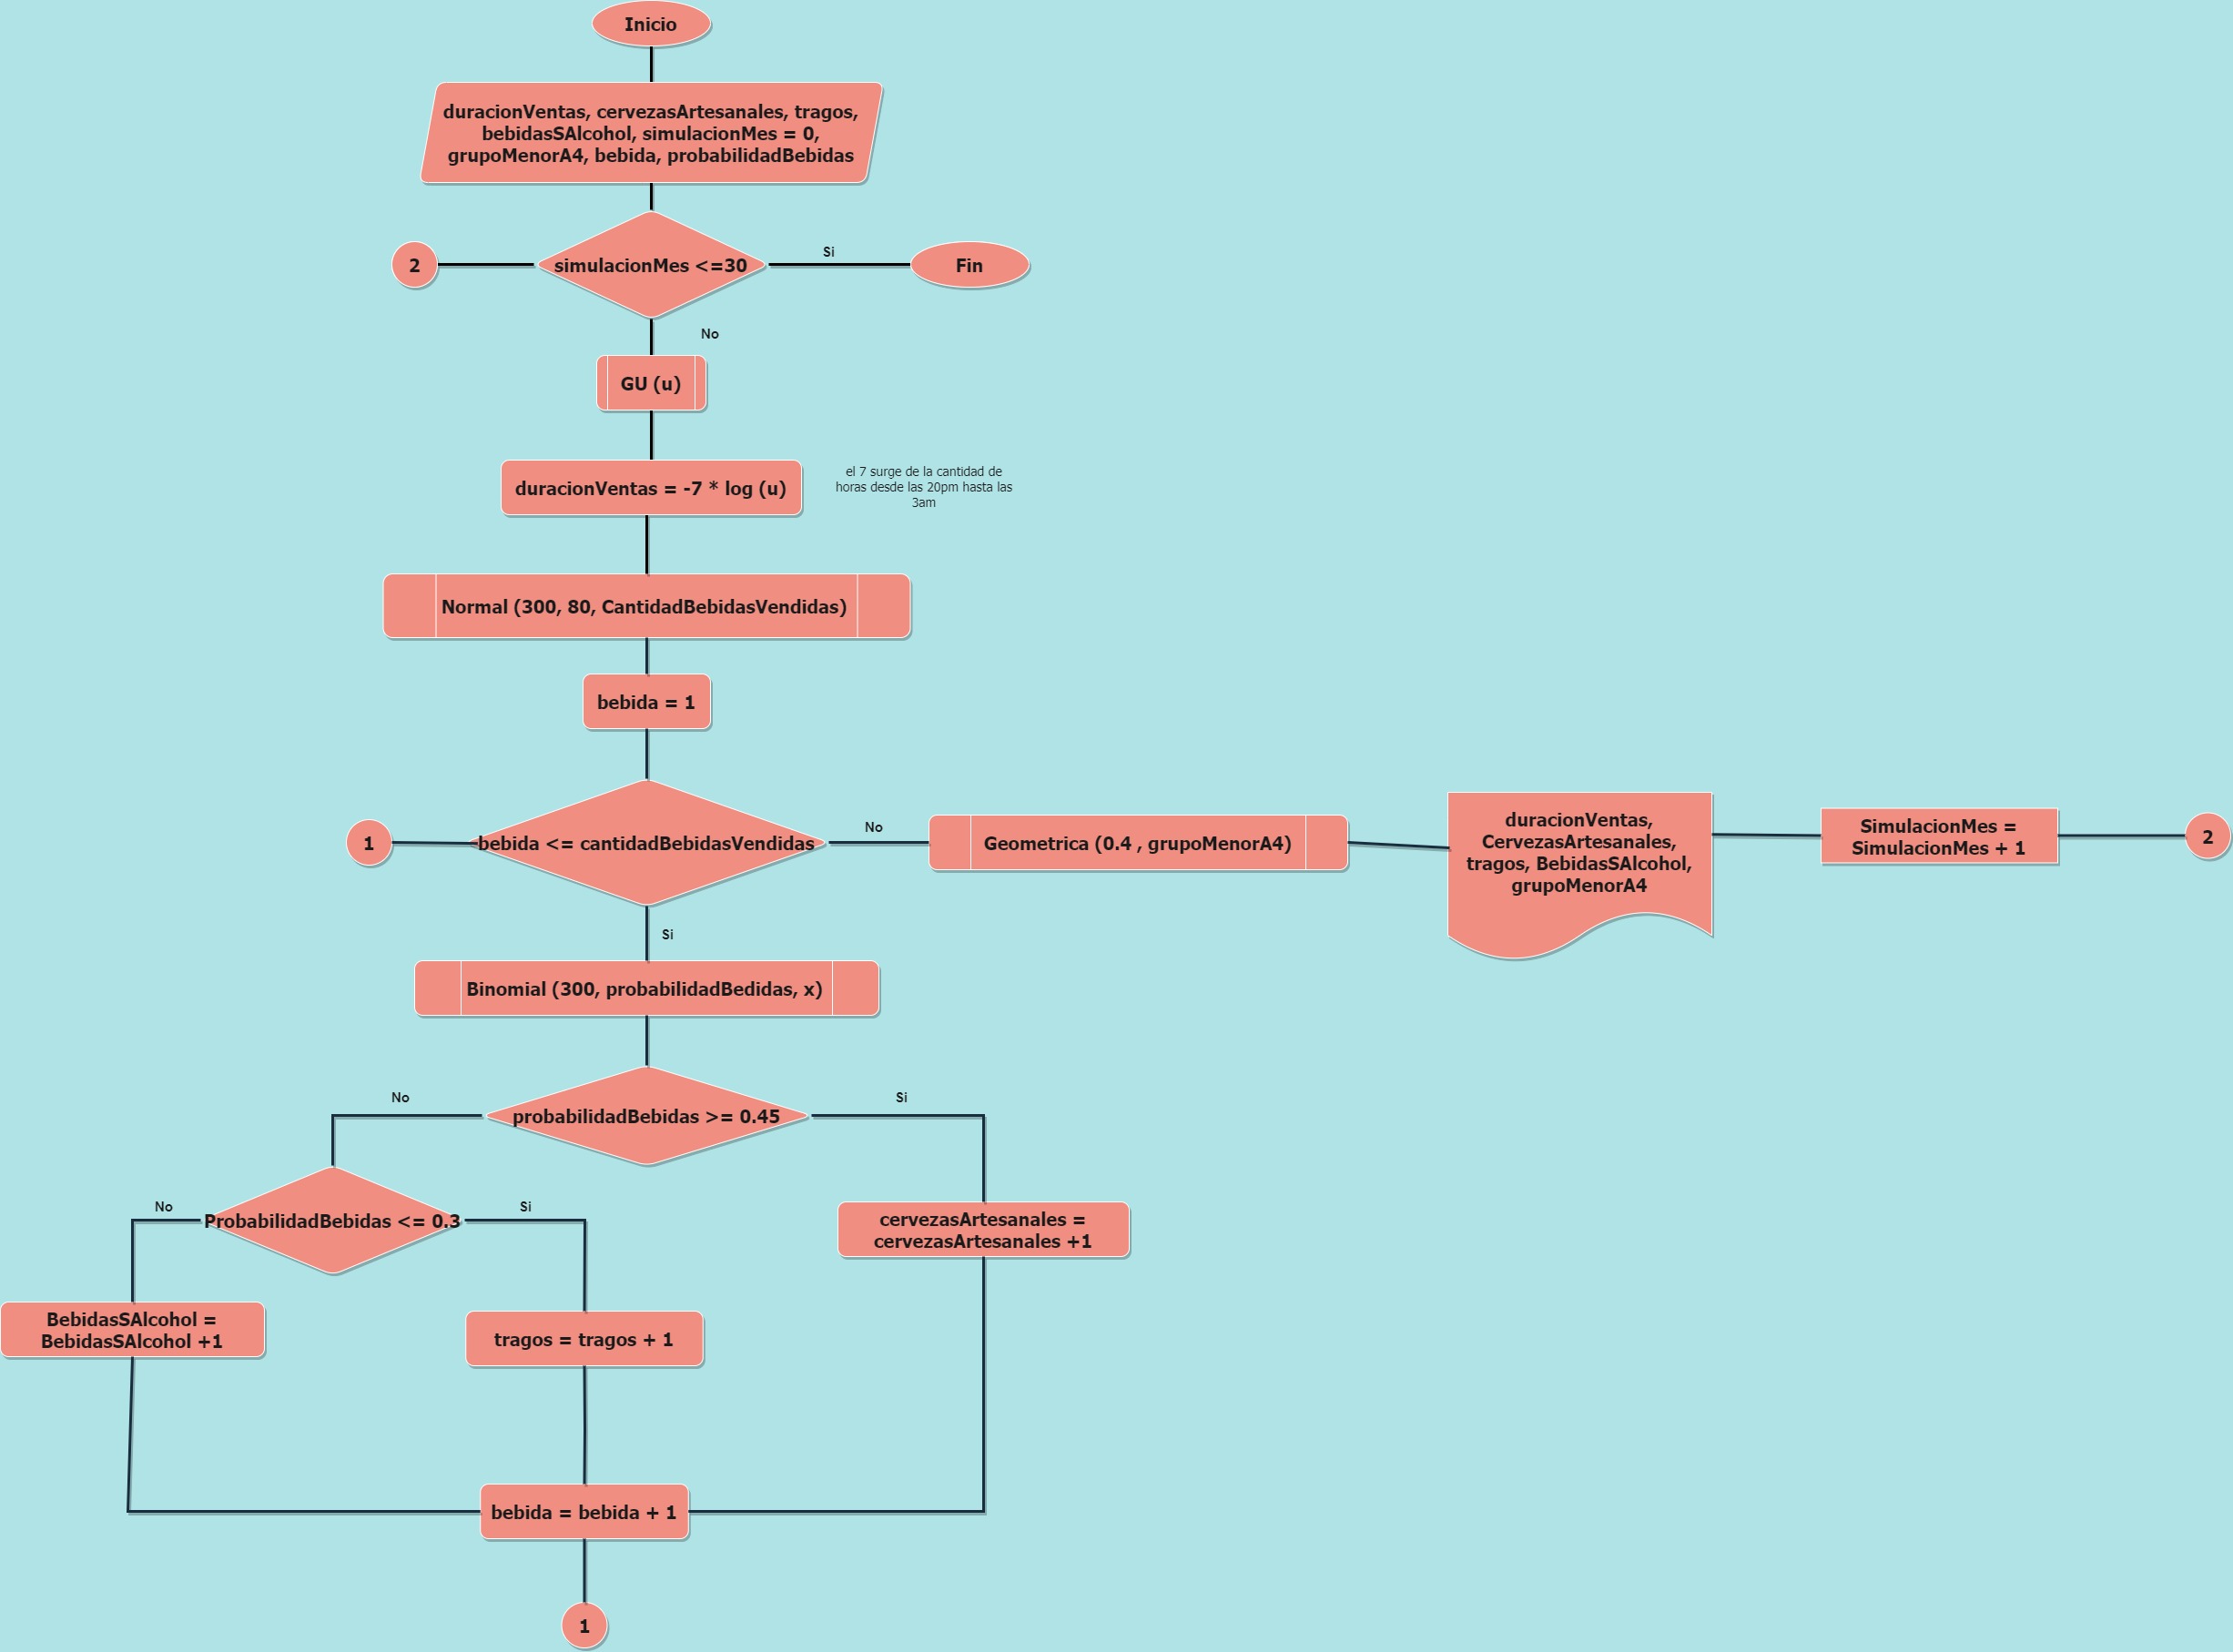 Inicio
duracionVentas, cervezasArtesanales, tragos,
bebidasSAlcohol, simulacionMes = 0,
grupoMenorA4, bebida, probabilidadBebidas
2
simulacionMes <=30
Si
Fin
No
GU (u)
duracionVentas = -7 * log (u)
el 7 surge de la cantidad de
horas desde las 20pm hasta las
3am
Normal (300, 80, CantidadBebidasVendidas)
bebida = 1
1
bebida <= cantidadBebidasVendidas
No
Geometrica (0.4 , grupoMenorA4)
duracionVentas,
CervezasArtesanales,
tragos, BebidasSAlcohol,
grupoMenorA4
SimulacionMes =
SimulacionMes + 1
2
Si
Binomial (300, probabilidadBedidas, x)
No
probabilidadBebidas >= 0.45
Si
No
ProbabilidadBebidas <= 0.3
Si
cervezasArtesanales =
cervezasArtesanales +1
BebidasSAlcohol =
BebidasSAlcohol +1
tragos = tragos + 1
bebida = bebida + 1
1